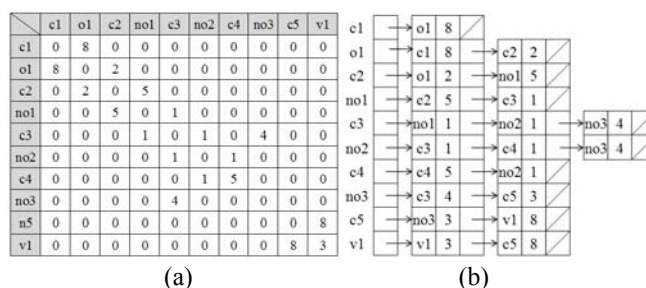 c1 o1 c2 no1 c3 no2 c4 no3 c5 v1
c1 0 8 0 0 0 0 0 0 0 0
o1 8 0 2 0 0 0 0 0 0 0
c2 0 2 0 5 0 0 0 0 0 0
no1 0 0 5 0 1 0 0 0 0 0
c3 0 0 0 1 0 1 0 4 0 0
no2 0 0 0 0 1 0 1 0 0 0
c4 0 0 0 0 0 1 5 0 0 0
no3 0 0 0 0 4 0 0 0 0 0
n5 0 0 0 0 0 0 0 0 0 8
v1 0 0 0 0 0 0 0 0 8 3
(a)
c1 o1 8
o1 c1 8 c2 2
c2 o1 2 no1 5
no1 c2 5 c3 1
c3 no1 1 no2 1 no3 4
no2 c3 1 c4 1 no3 4
c4 c4 5 no2 1
no3 c3 4 c5 3
c5 no3 3 v1 8
v1 v1 3 c5 8
(b)